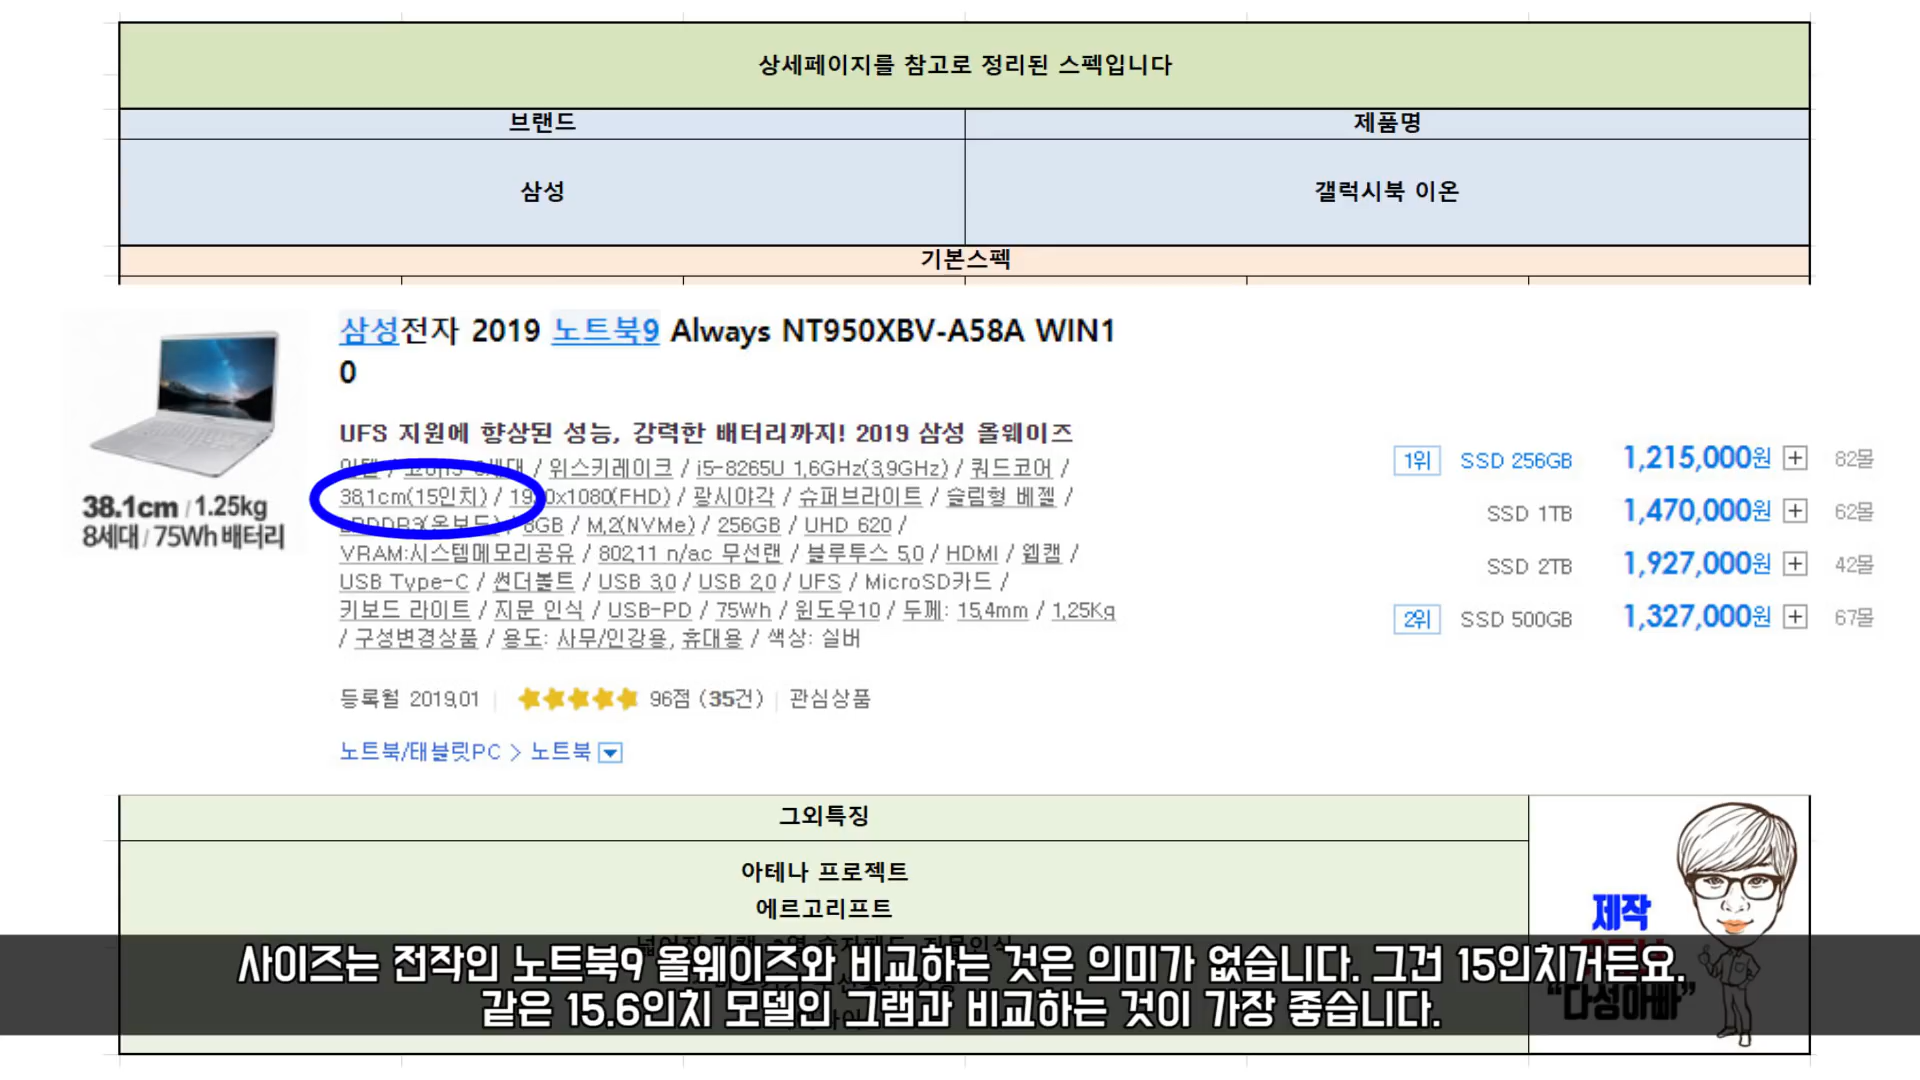 상세페이지를 참고로 정리된 스펙입니다
브랜드
제품명
삼성
갤럭시북 이온
기본스펙
삼성전자 2019 노트북9 Always NT950XBV-A58A WIN1
0
UFS 지원에 향상된 성능, 강력한 배터리까지! 2019 삼성 올웨이즈
인텔 / 코어i5-8세대 / 위스키레이크 / i5-8265U 1.6GHz(3.9GHz) / 쿼드코어 /
38.1cm(15인치) / 1920x1080(FHD) / 광시야각 / 슈퍼브라이트 / 슬림형 베젤 /
LPDDR3(온보드) / 8GB / M.2(NVMe) / 256GB / UHD 620 /
VRAM:시스템메모리공유 / 802.11 n/ac 무선랜 / 블루투스 5.0 / HDMI / 웹캠 /
USB Type-C / 썬더볼트 / USB 3.0 / USB 2.0 / UFS / MicroSD카드 /
키보드 라이트 / 지문 인식 / USB-PD / 75Wh / 윈도우10 / 두께: 15.4mm / 1.25Kg
/ 구성변경상품 / 용도: 사무/인강용, 휴대용 / 색상: 실버
38.1cm / 1.25kg
8세대 / 75Wh 배터리
1위 SSD 256GB 1,215,000원 + 82몰
SSD 1TB 1,470,000원 + 62몰
SSD 2TB 1,927,000원 + 42몰
2위 SSD 500GB 1,327,000원 + 67몰
등록월 2019.01 96점 (35건) 관심상품
노트북/태블릿PC > 노트북
그외특징
아테나 프로젝트
에르고리프트
제작
"다성아빠"
사이즈는 전작인 노트북9 올웨이즈와 비교하는 것은 의미가 없습니다. 그건 15인치거든요.
같은 15.6인치 모델인 그램과 비교하는 것이 가장 좋습니다.